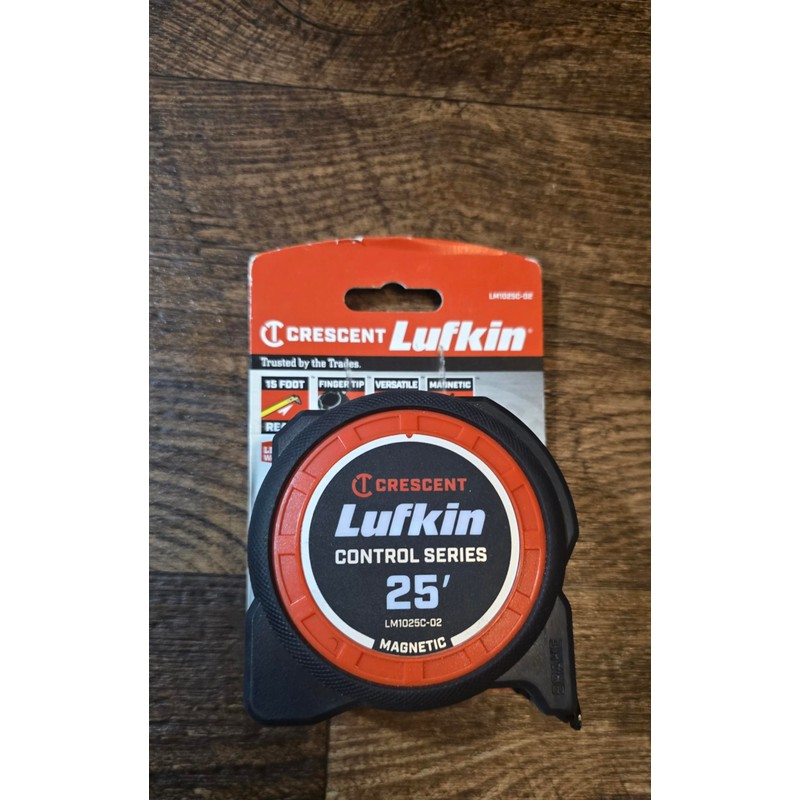 LM1025C-02
CRESCENT Lufkin
Trusted by the Trades.
15 FOOT FINGER TIP VERSATILE MAGNETIC
CRESCENT
Lufkin
CONTROL SERIES
25'
LM1025C-02
MAGNETIC